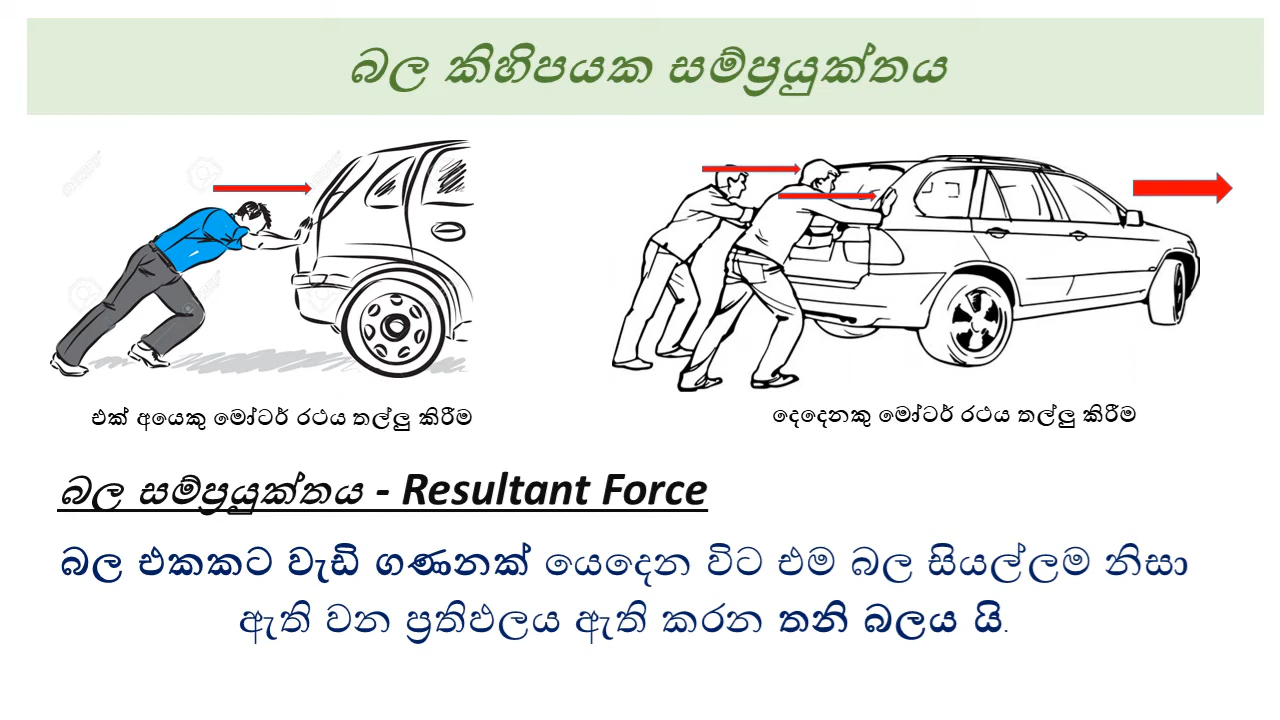 බල කිහිපයක සම්ප්‍රයුක්තය
එක් අයෙකු මෝටර් රථය තල්ලු කිරීම
දෙදෙනකු මෝටර් රථය තල්ලු කිරීම
බල සම්ප්‍රයුක්තය - Resultant Force
බල එකකට වැඩි ගණනක් යෙදෙන විට එම බල සියල්ලම නිසා
ඇති වන ප්‍රතිඵලය ඇති කරන තනි බලය යි.